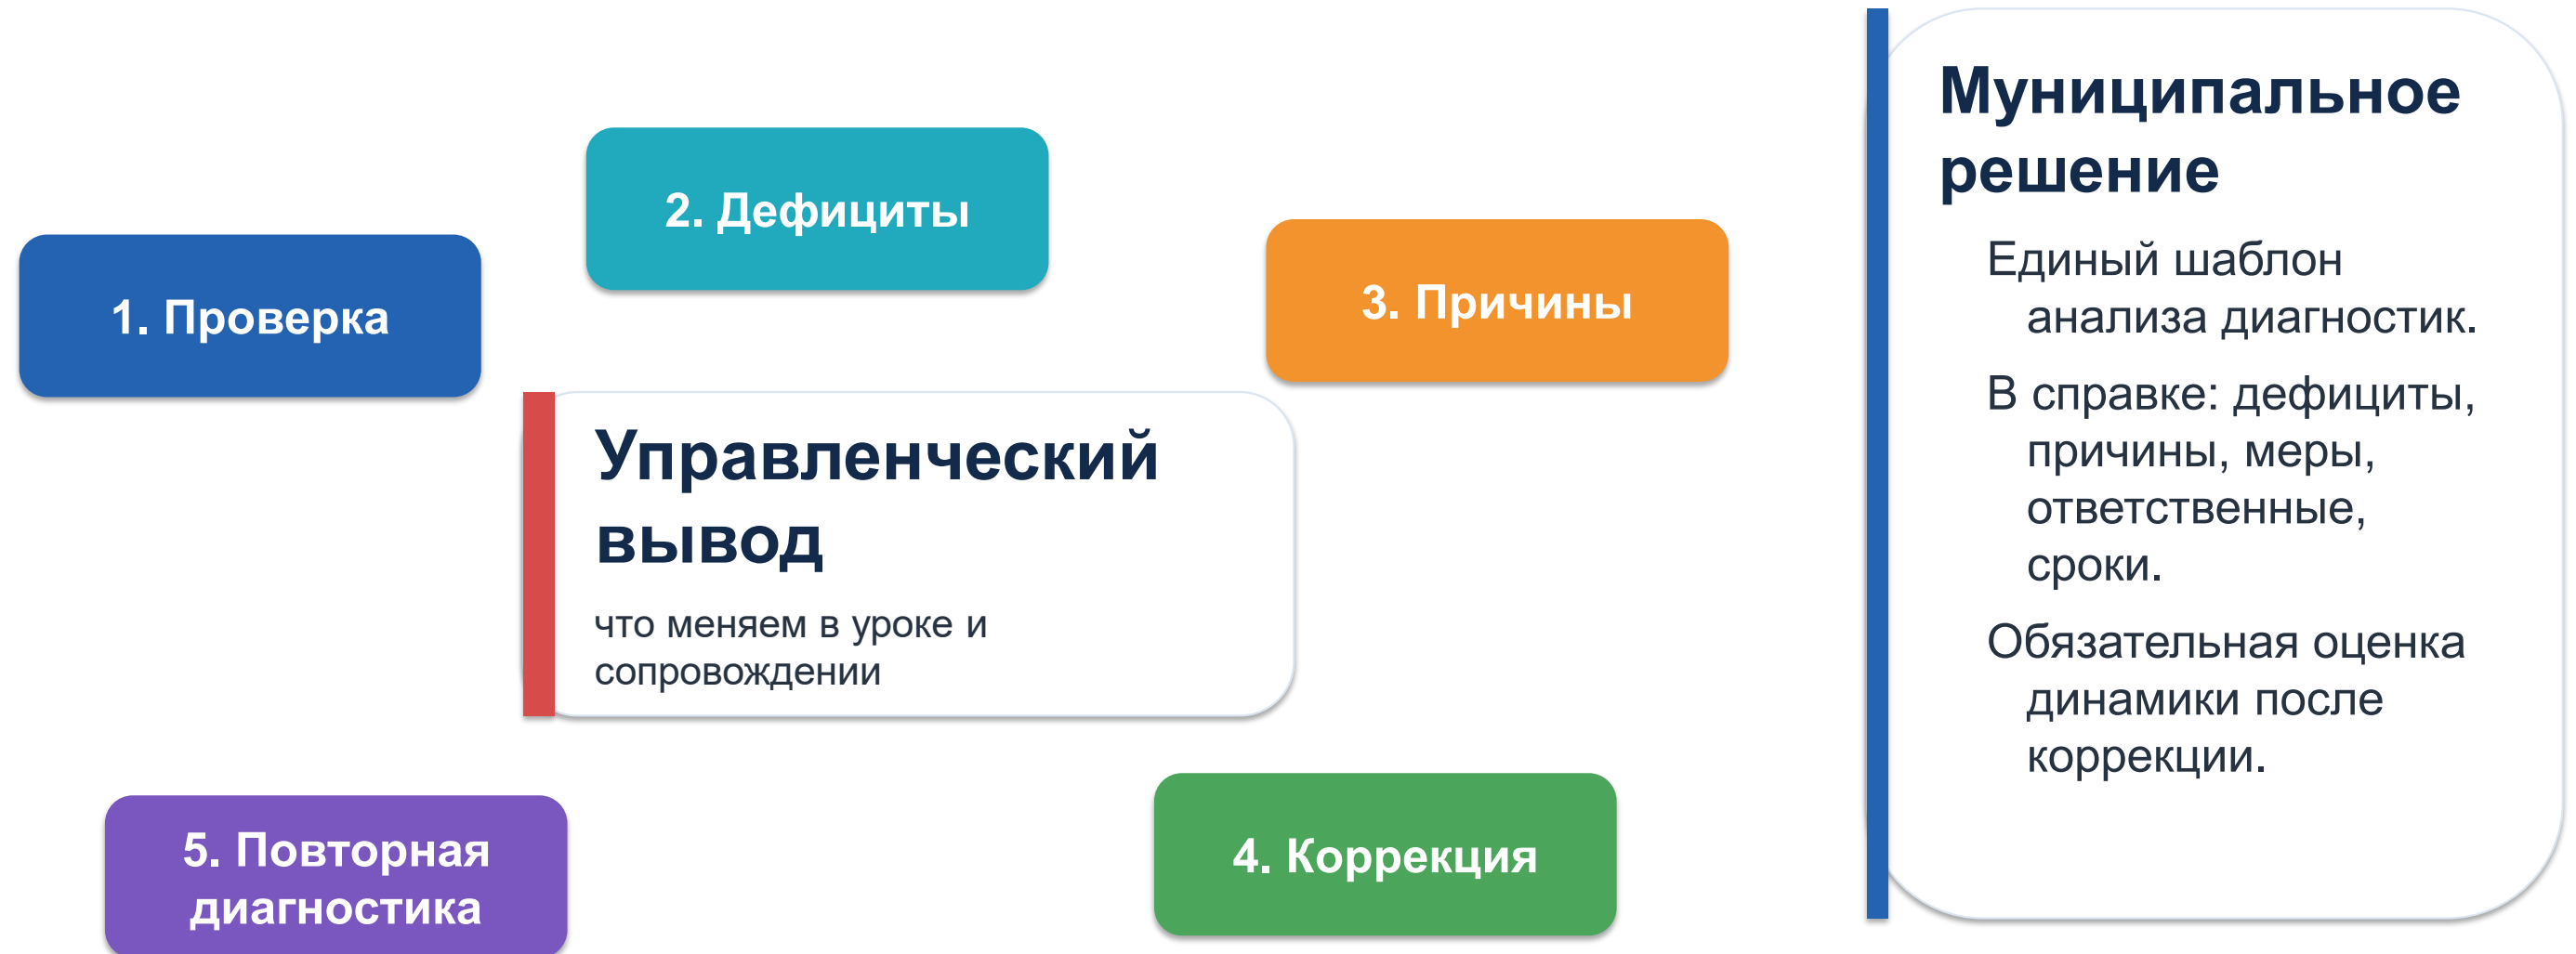 1. Проверка
2. Дефициты
3. Причины
Управленческий
вывод
что меняем в уроке и
сопровождении
4. Коррекция
5. Повторная
диагностика
Муниципальное
решение
Единый шаблон
анализа диагностик.
В справке: дефициты,
причины, меры,
ответственные,
сроки.
Обязательная оценка
динамики после
коррекции.